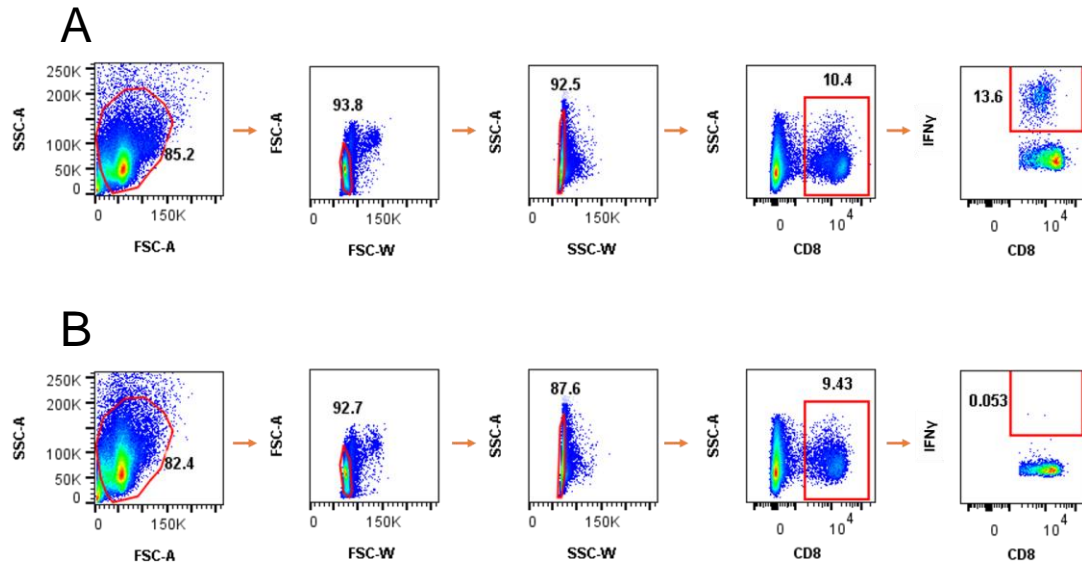 A
250K
200K
100K
50K
0
SSC-A
85.2
0 150K
FSC-A
93.8
FSC-A
0 150K
FSC-W
92.5
SSC-A
0 150K
SSC-W
10.4
SSC-A
0 10^4
CD8
13.6
IFNγ
0 10^4
CD8
B
250K
200K
100K
50K
0
SSC-A
82.4
0 150K
FSC-A
92.7
FSC-A
0 150K
FSC-W
87.6
SSC-A
0 150K
SSC-W
9.43
SSC-A
0 10^4
CD8
0.053
IFNγ
0 10^4
CD8